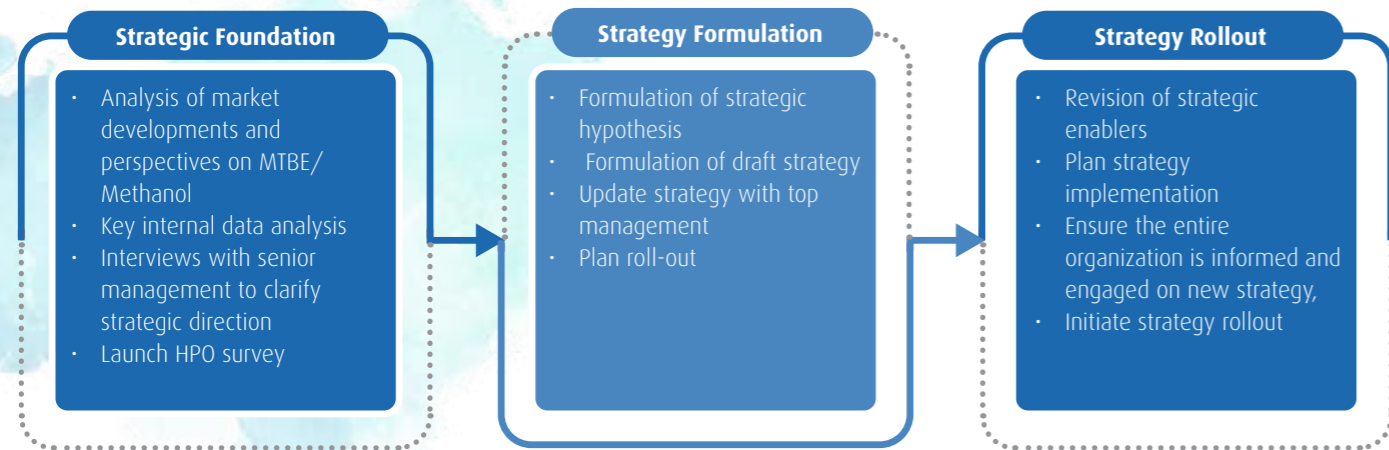 Strategic Foundation
• Analysis of market
developments and
perspectives on MTBE/
Methanol
• Key internal data analysis
• Interviews with senior
management to clarify
strategic direction
• Launch HPO survey
Strategy Formulation
• Formulation of strategic
hypothesis
• Formulation of draft strategy
• Update strategy with top
management
• Plan roll-out
Strategy Rollout
• Revision of strategic
enablers
• Plan strategy
implementation
• Ensure the entire
organization is informed and
engaged on new strategy,
• Initiate strategy rollout